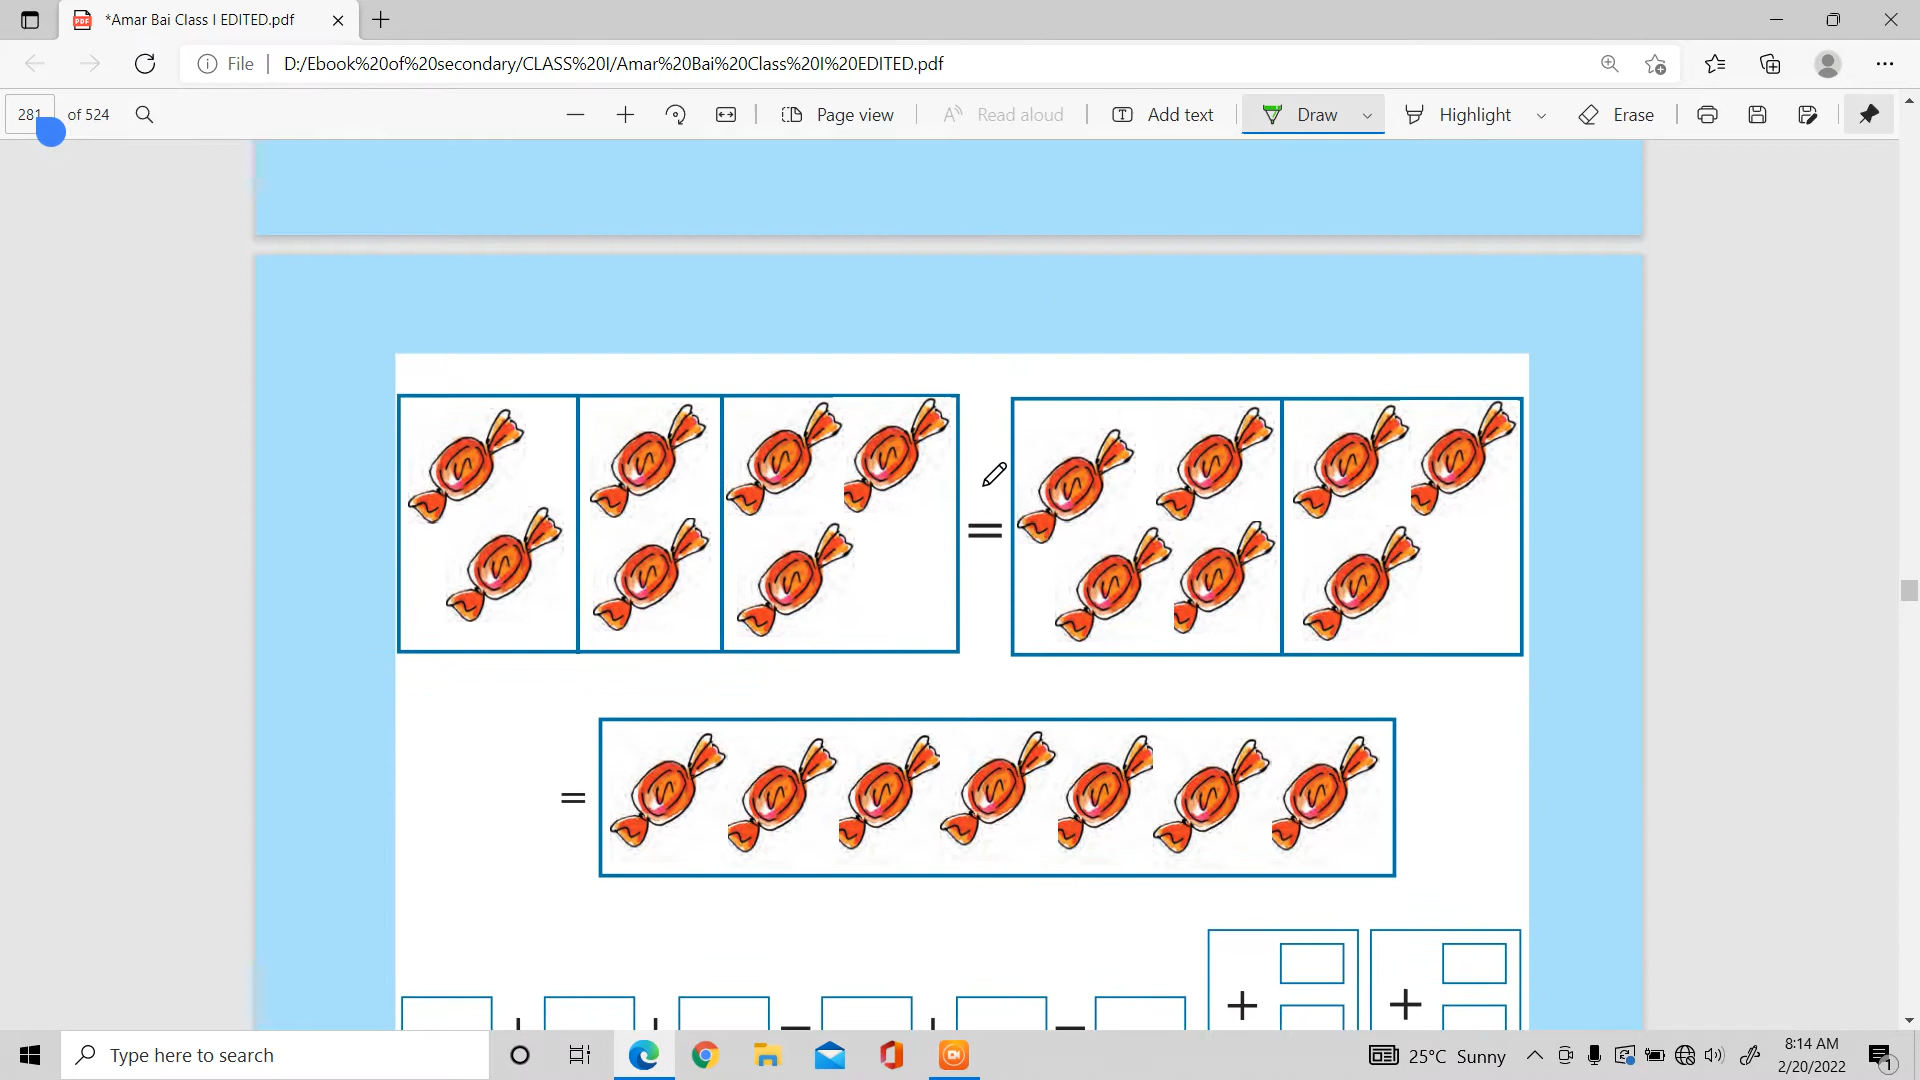 *Amar Bai Class I EDITED.pdf
File D:/Ebook%20of%20secondary/CLASS%20I/Amar%20Bai%20Class%20I%20EDITED.pdf
281 of 524 Page view Read aloud Add text Draw Highlight Erase
=
=
+ +
+ + = + =
Type here to search 25°C Sunny 8:14 AM
2/20/2022 1